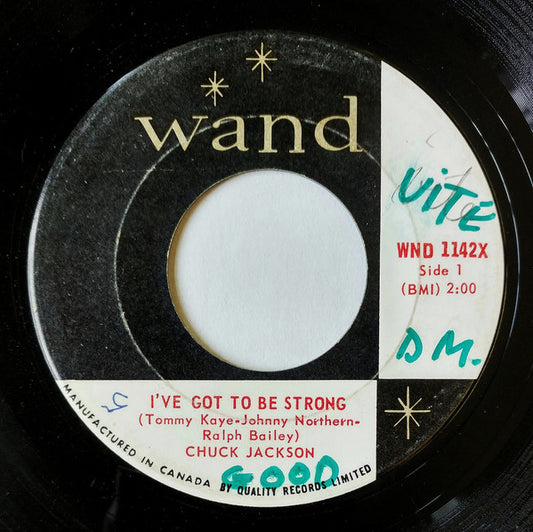 wand
VITE
WND 1142X
Side 1
(BMI) 2:00
D M.
5
I'VE GOT TO BE STRONG
(Tommy Kaye-Johnny Northern-
Ralph Bailey)
CHUCK JACKSON
GOOD
MANUFACTURED IN CANADA BY QUALITY RECORDS LIMITED